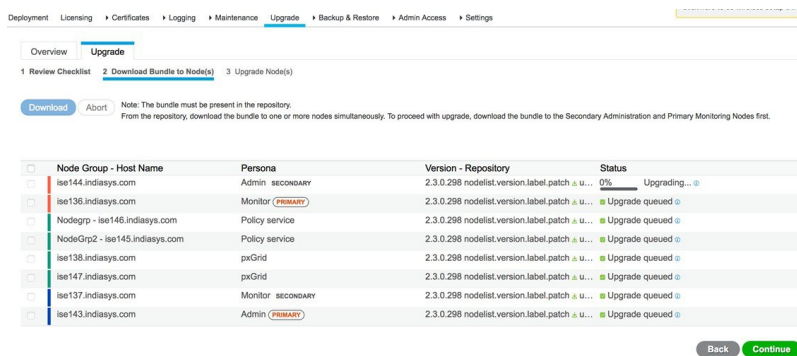 Deployment Licensing Certificates Logging Maintenance Upgrade Backup & Restore Admin Access Settings
Overview Upgrade
1 Review Checklist 2 Download Bundle to Node(s) 3 Upgrade Node(s)
Download Abort Note: The bundle must be present in the repository.
From the repository, download the bundle to one or more nodes simultaneously. To proceed with upgrade, download the bundle to the Secondary Administration and Primary Monitoring Nodes first.
Node Group - Host Name Persona Version - Repository Status
ise144.indiasys.com Admin SECONDARY 2.3.0.298 nodelist.version.label.patch u... 0% Upgrading...
ise136.indiasys.com Monitor PRIMARY 2.3.0.298 nodelist.version.label.patch u... Upgrade queued
Nodegrp - ise146.indiasys.com Policy service 2.3.0.298 nodelist.version.label.patch u... Upgrade queued
NodeGrp2 - ise145.indiasys.com Policy service 2.3.0.298 nodelist.version.label.patch u... Upgrade queued
ise138.indiasys.com pxGrid 2.3.0.298 nodelist.version.label.patch u... Upgrade queued
ise147.indiasys.com pxGrid 2.3.0.298 nodelist.version.label.patch u... Upgrade queued
ise137.indiasys.com Monitor SECONDARY 2.3.0.298 nodelist.version.label.patch u... Upgrade queued
ise143.indiasys.com Admin PRIMARY 2.3.0.298 nodelist.version.label.patch u... Upgrade queued
Back Continue